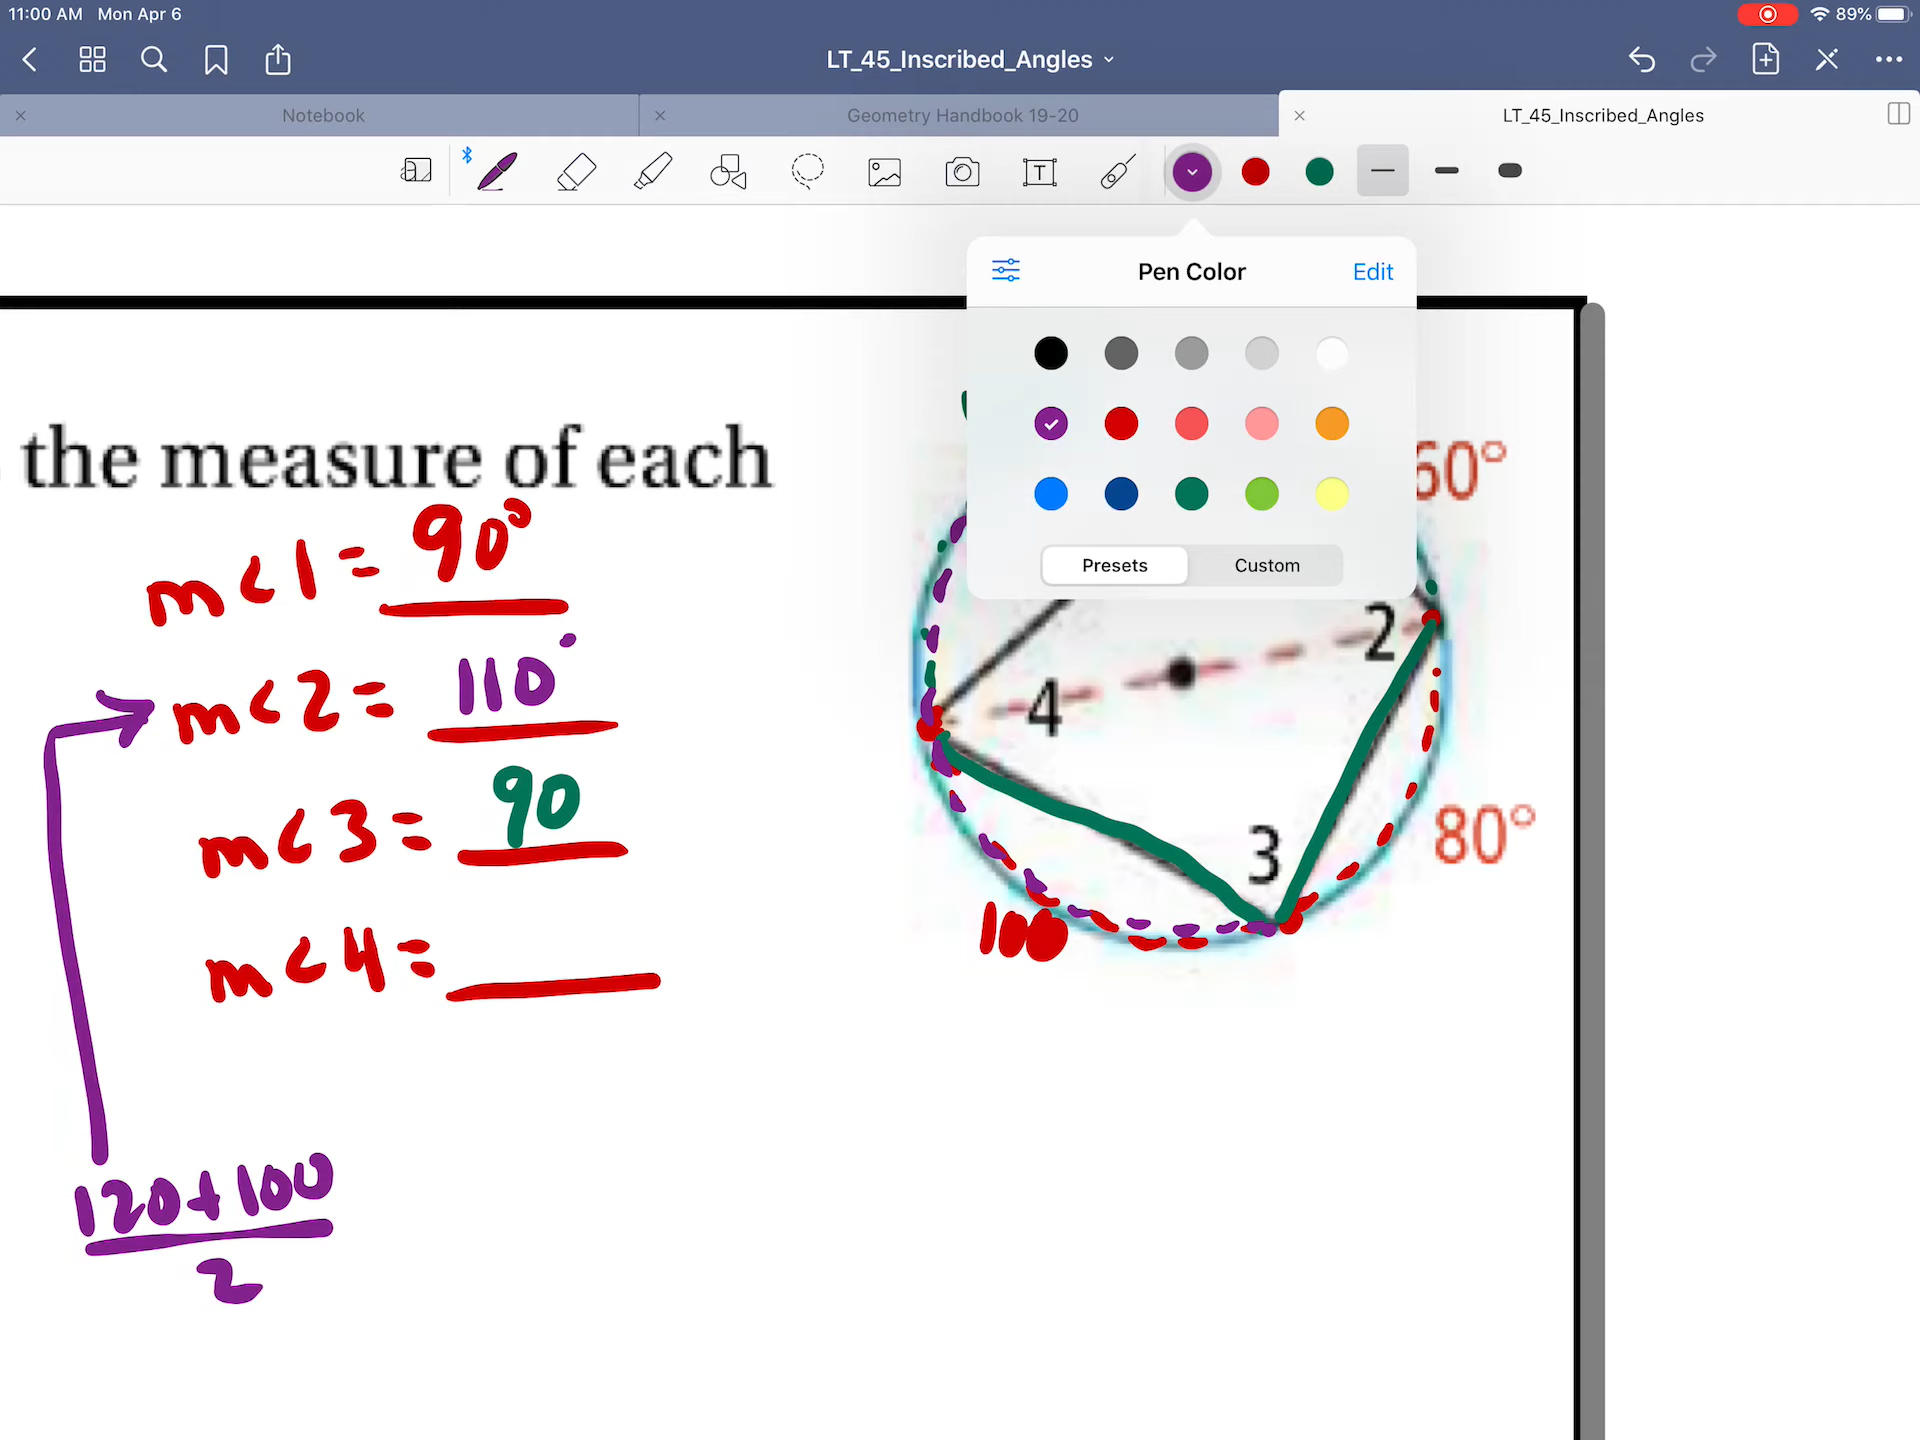 11:00 AM Mon Apr 6
89%
LT_45_Inscribed_Angles
Notebook
Geometry Handbook 19-20
LT_45_Inscribed_Angles
T
Pen Color
Edit
Presets
Custom
the measure of each
m<1= 90°
m<2= 110°
m<3= 90
m<4=
120+100
2
60°
2
4
3
80°
100